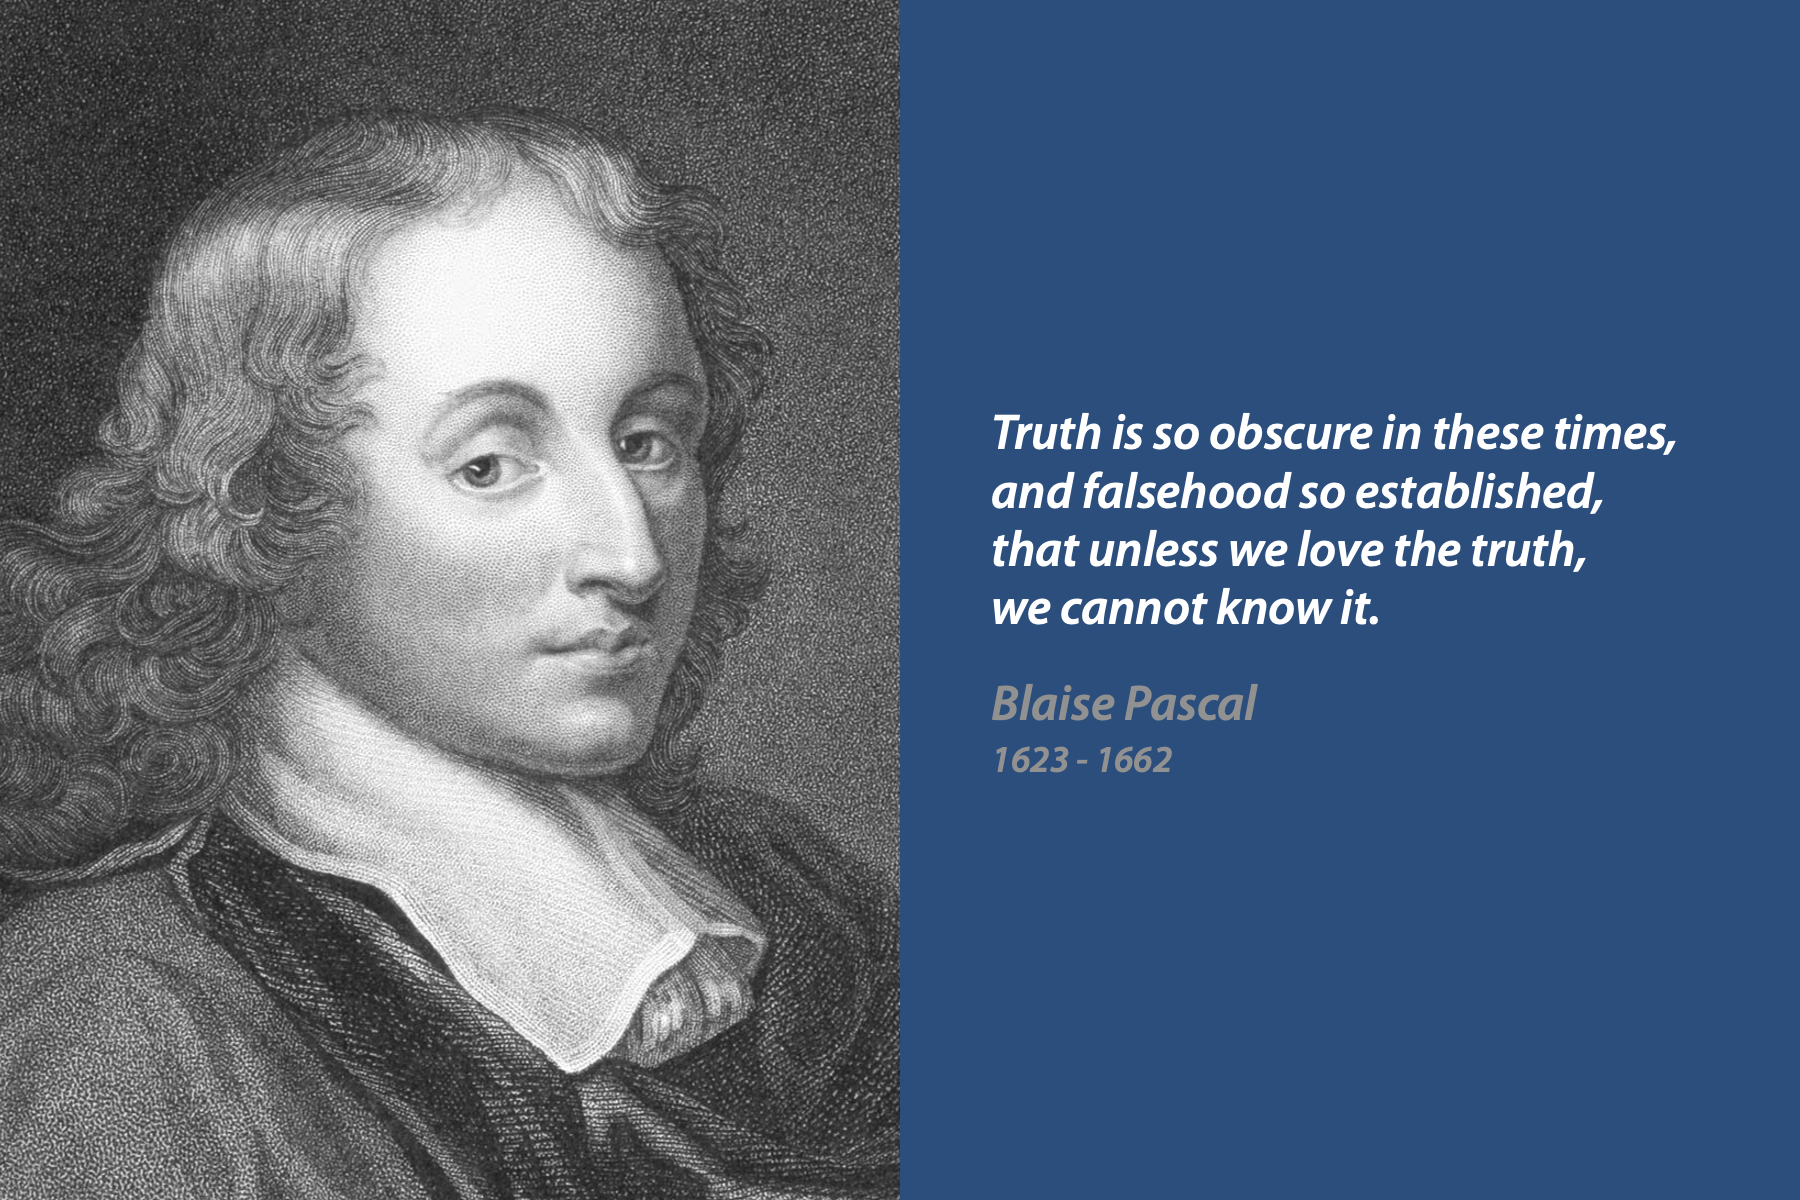 Truth is so obscure in these times,
and falsehood so established,
that unless we love the truth,
we cannot know it.
Blaise Pascal
1623 - 1662